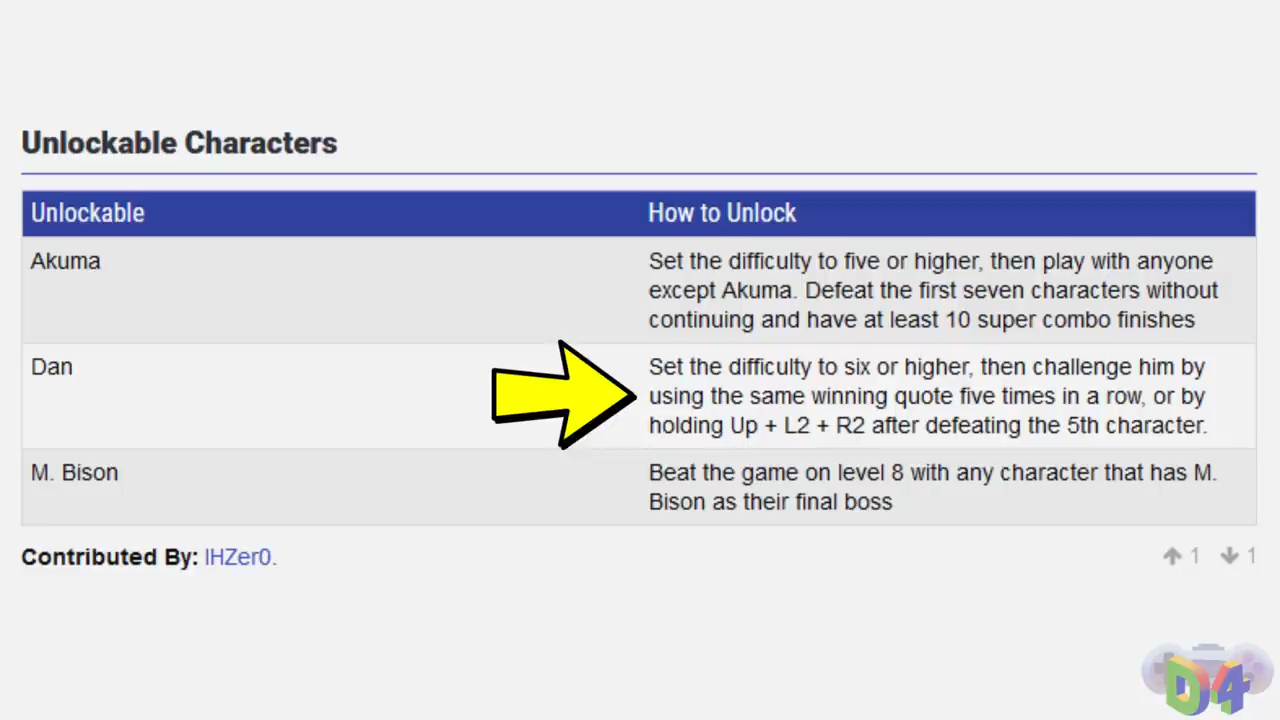 Unlockable Characters
Unlockable How to Unlock
Akuma Set the difficulty to five or higher, then play with anyone
except Akuma. Defeat the first seven characters without
continuing and have at least 10 super combo finishes
Dan Set the difficulty to six or higher, then challenge him by
using the same winning quote five times in a row, or by
holding Up + L2 + R2 after defeating the 5th character.
M. Bison Beat the game on level 8 with any character that has M.
Bison as their final boss
Contributed By: IHZer0. 1 1
D4